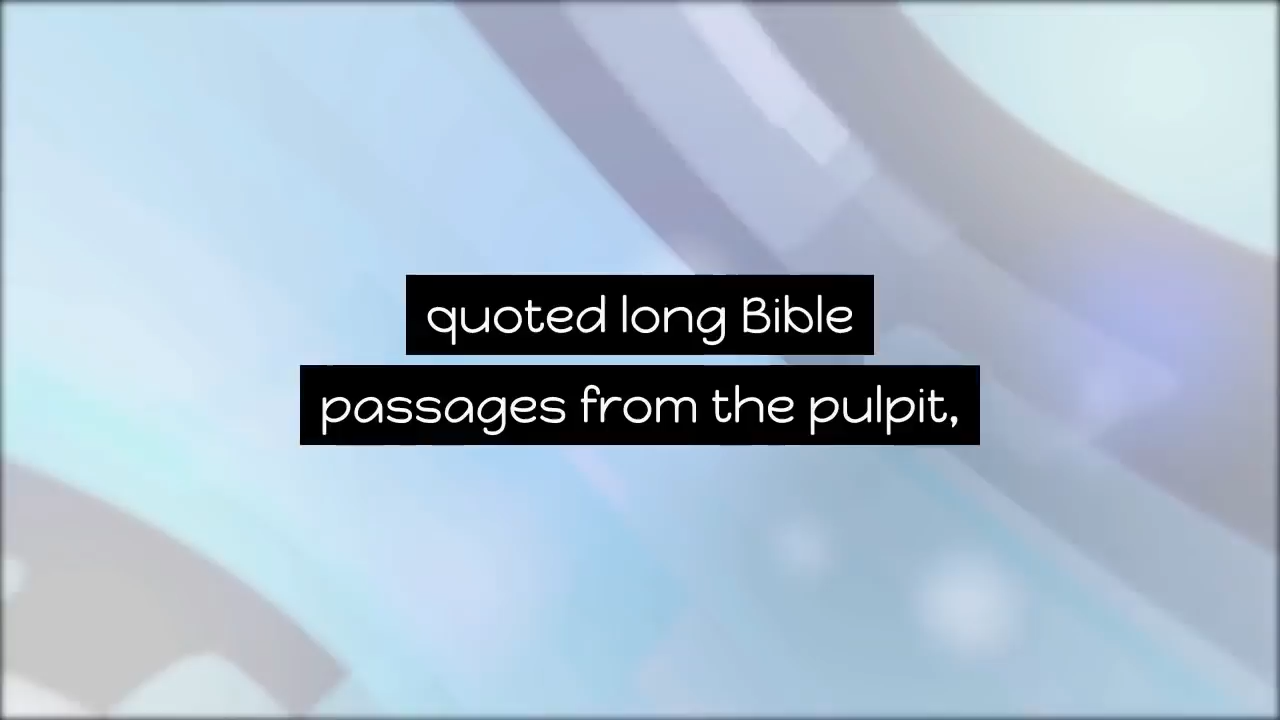 quoted long Bible
passages from the pulpit,